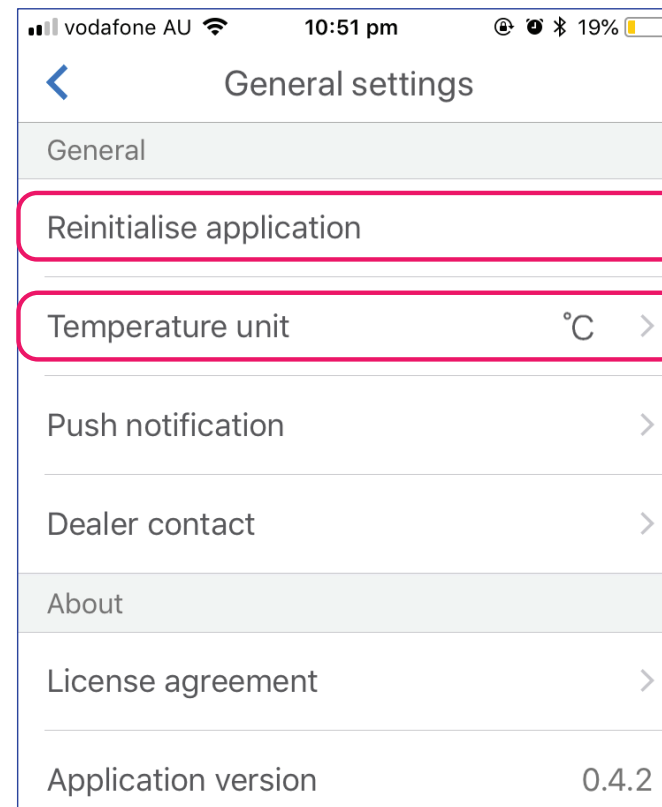 vodafone AU 10:51 pm 19%
General settings
General
Reinitialise application
Temperature unit °C
Push notification
Dealer contact
About
License agreement
Application version 0.4.2